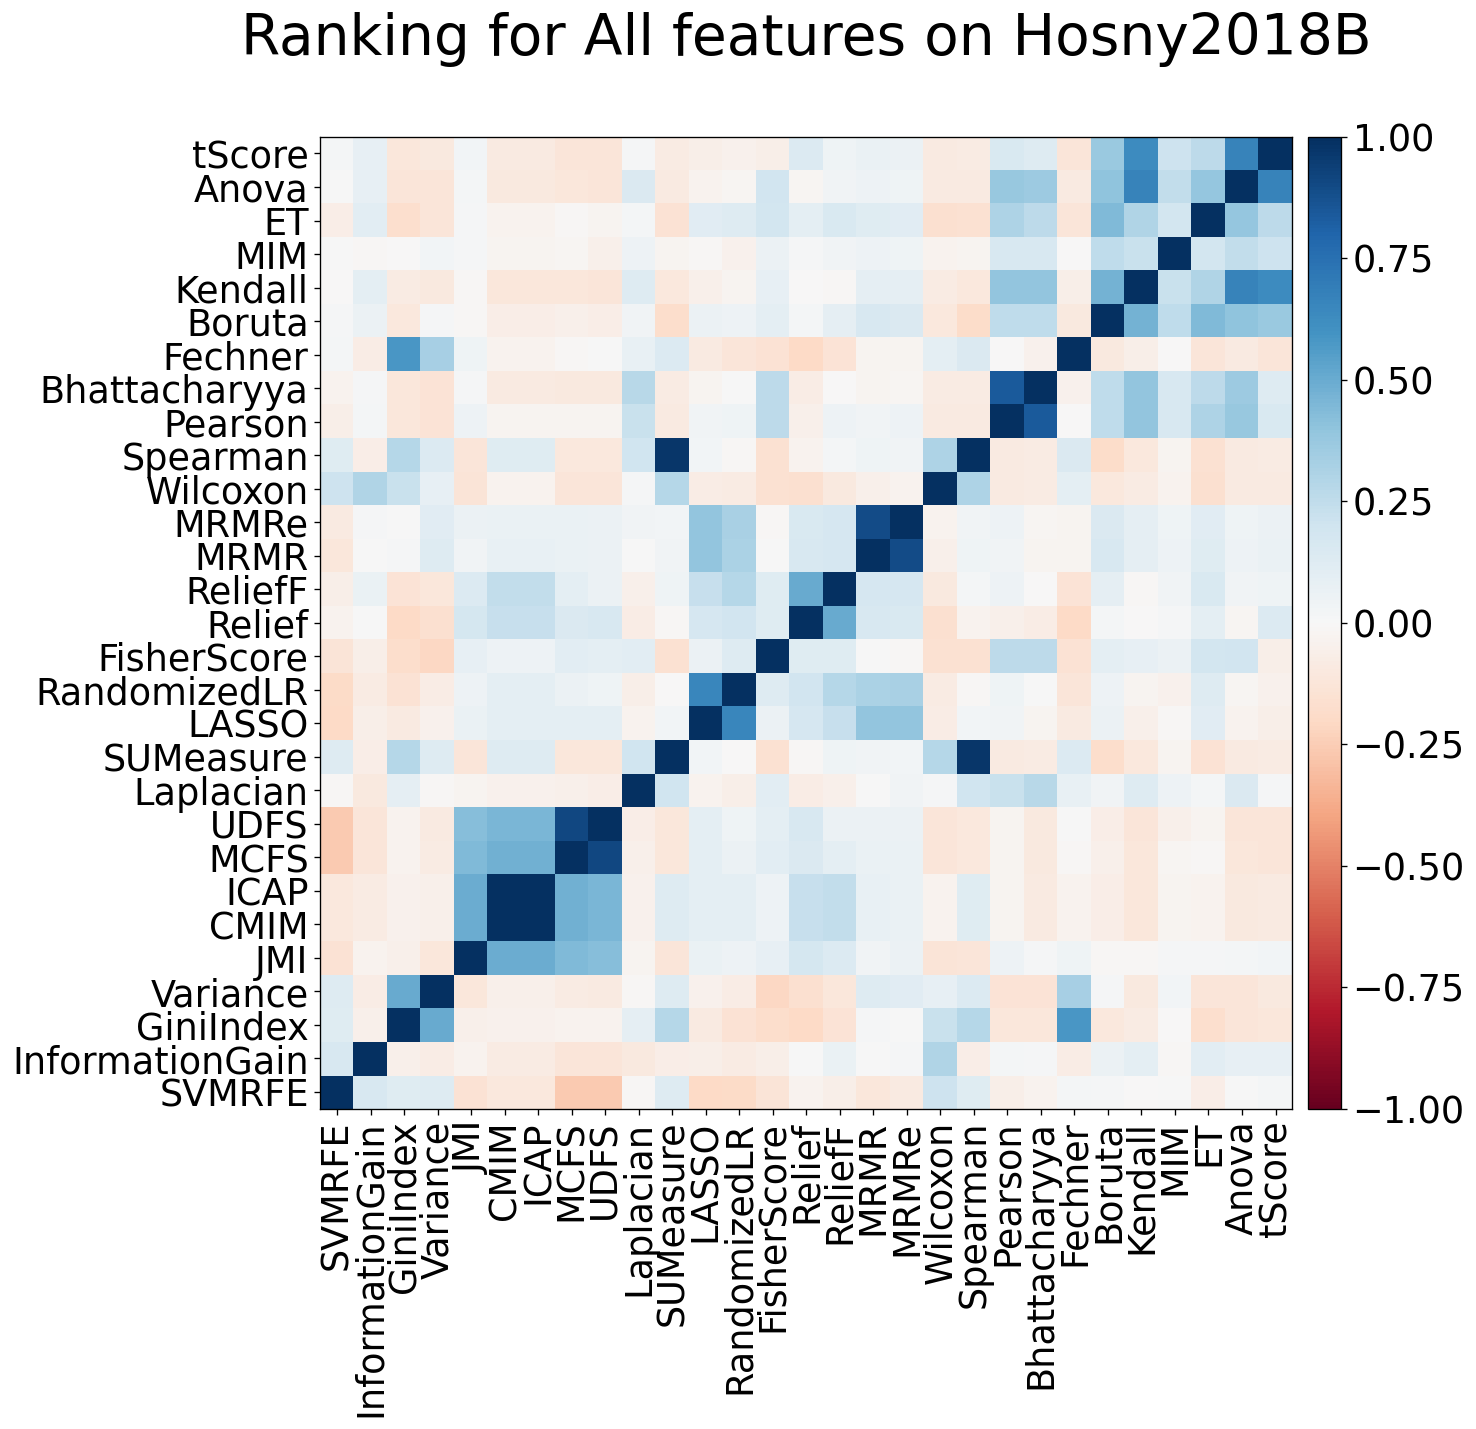 Ranking for All features on Hosny2018B
tScore
Anova
ET
MIM
Kendall
Boruta
Fechner
Bhattacharyya
Pearson
Spearman
Wilcoxon
MRMRe
MRMR
ReliefF
Relief
FisherScore
RandomizedLR
LASSO
SUMeasure
Laplacian
UDFS
MCFS
ICAP
CMIM
JMI
Variance
GiniIndex
InformationGain
SVMRFE
SVMRFE
InformationGain
GiniIndex
Variance
JMI
CMIM
ICAP
MCFS
UDFS
Laplacian
SUMeasure
LASSO
RandomizedLR
FisherScore
Relief
ReliefF
MRMR
MRMRe
Wilcoxon
Spearman
Pearson
Bhattacharyya
Fechner
Boruta
Kendall
MIM
ET
Anova
tScore
1.00
0.75
0.50
0.25
0.00
−0.25
−0.50
−0.75
−1.00